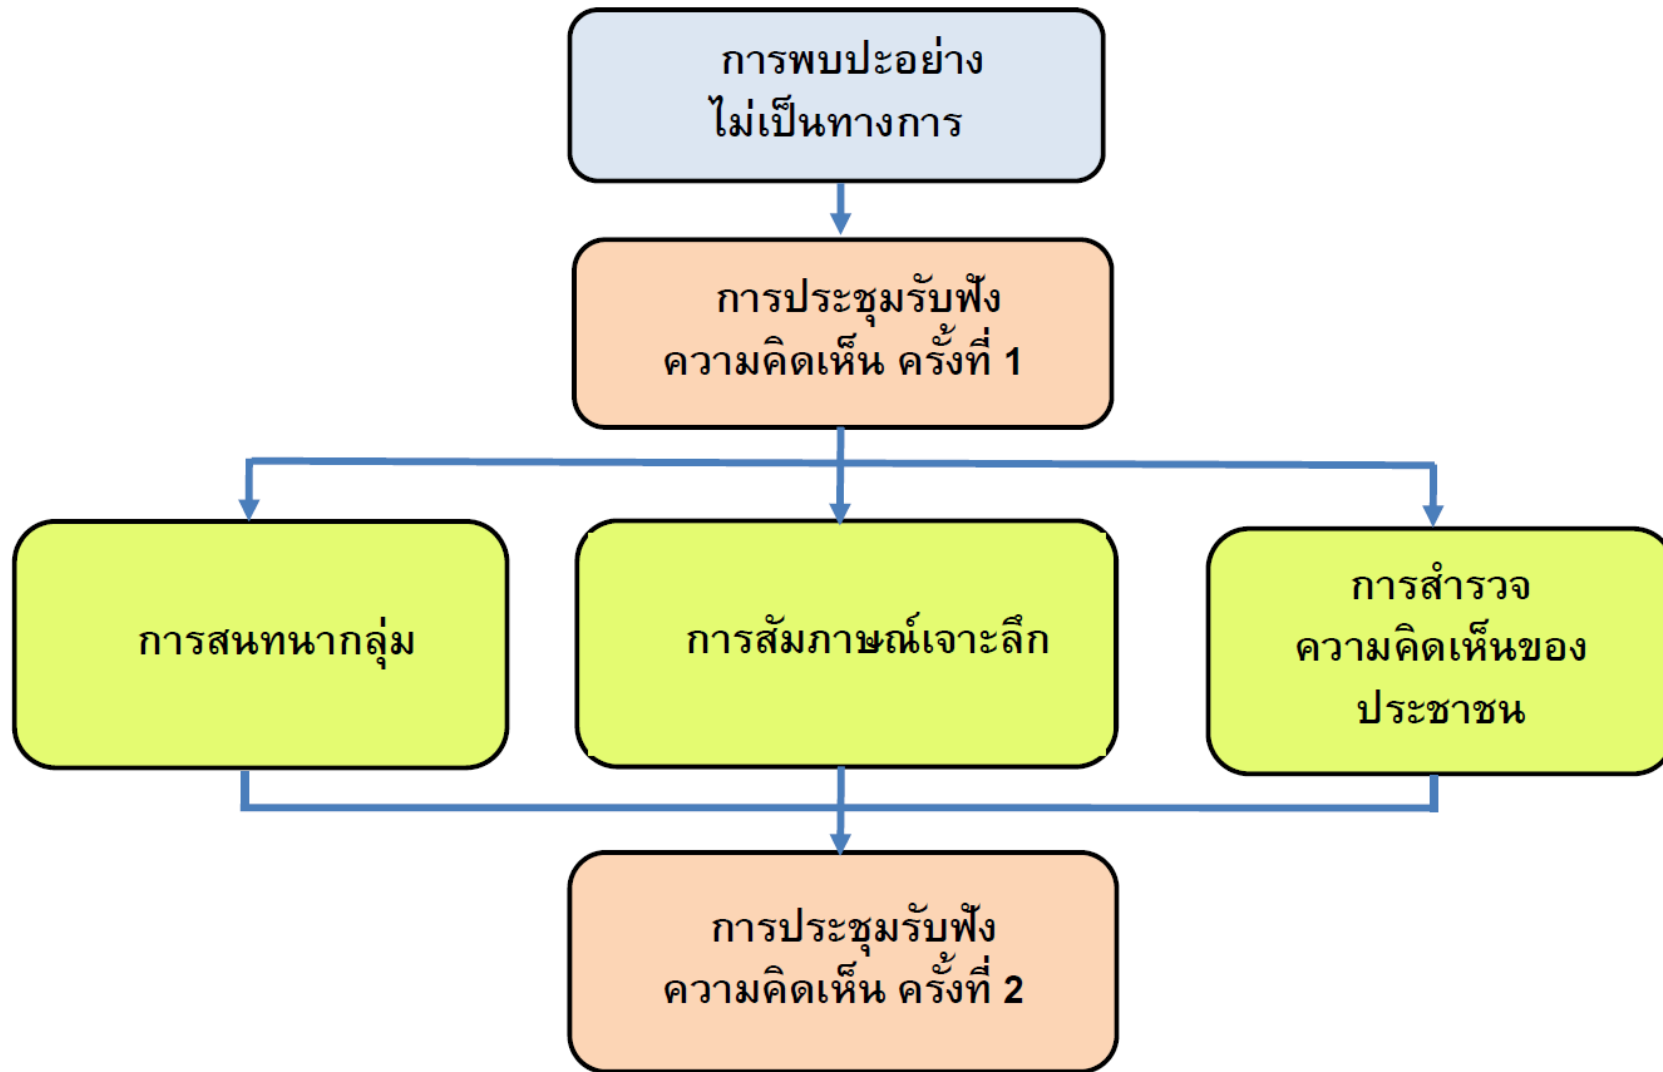 การพบปะอย่าง
ไม่เป็นทางการ
การประชุมรับฟัง
ความคิดเห็น ครั้งที่ 1
การสนทนากลุ่ม
การสัมภาษณ์เจาะลึก
การสำรวจ
ความคิดเห็นของ
ประชาชน
การประชุมรับฟัง
ความคิดเห็น ครั้งที่ 2